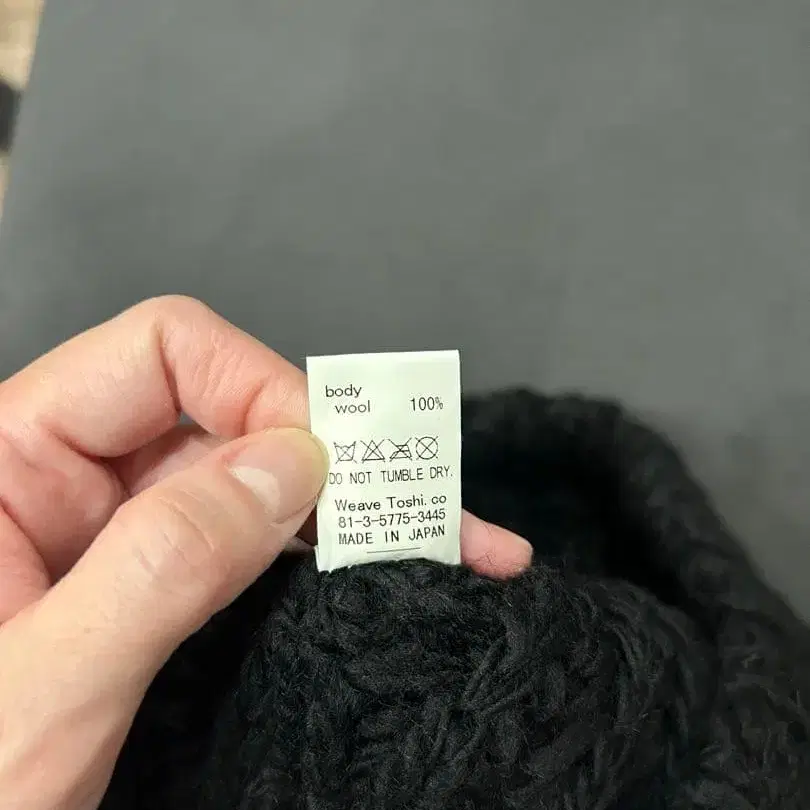 body
wool 100%
DO NOT TUMBLE DRY.
Weave Toshi. co
81-3-5775-3445
MADE IN JAPAN